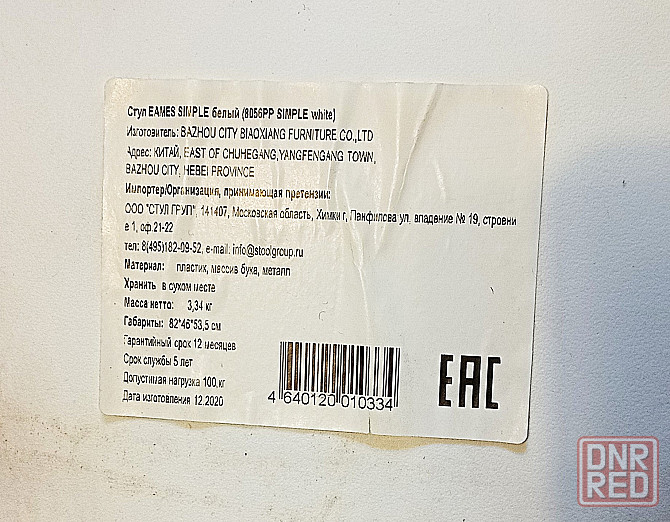 Стул EAMES SIMPLE белый (8056PP SIMPLE white)
Изготовитель: BAZHOU CITY BIAOXIANG FURNITURE CO.,LTD
Адрес: КИТАЙ, EAST OF CHUHEGANG,YANGFENGANG TOWN,
BAZHOU CITY, HEBEI PROVINCE
Импортер/Организация, принимающая претензии:
ООО "СТУЛ ГРУП", 141407, Московская область, Химки г, Панфилова ул, владение № 19, строени
е 1, оф.21-22
тел: 8(495)182-09-52, e-mail: info@stoolgroup.ru
Материал: пластик, массив бука, металл
Хранить в сухом месте
Масса нетто: 3,34 кг
Габариты: 82*46*53,5 см
Гарантийный срок 12 месяцев
Срок службы 5 лет
Допустимая нагрузка 100,кг
Дата изготовления 12.2020
4 640120 010334
EAC
DNR
RED